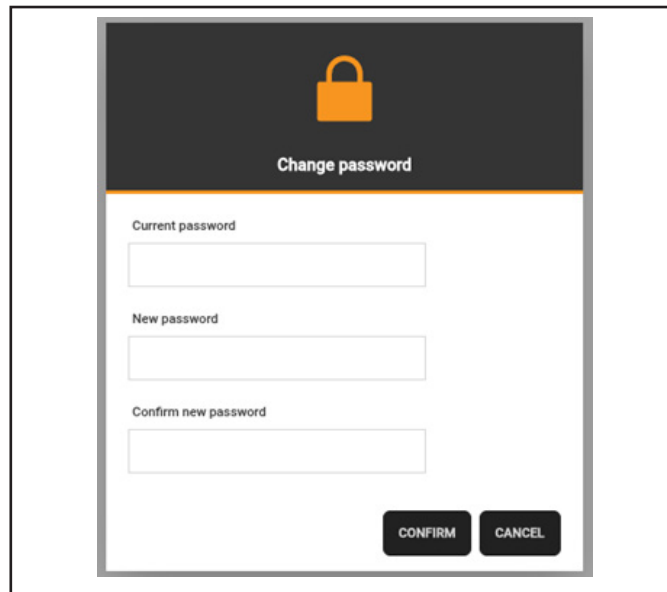 Change password
Current password
New password
Confirm new password
CONFIRM CANCEL